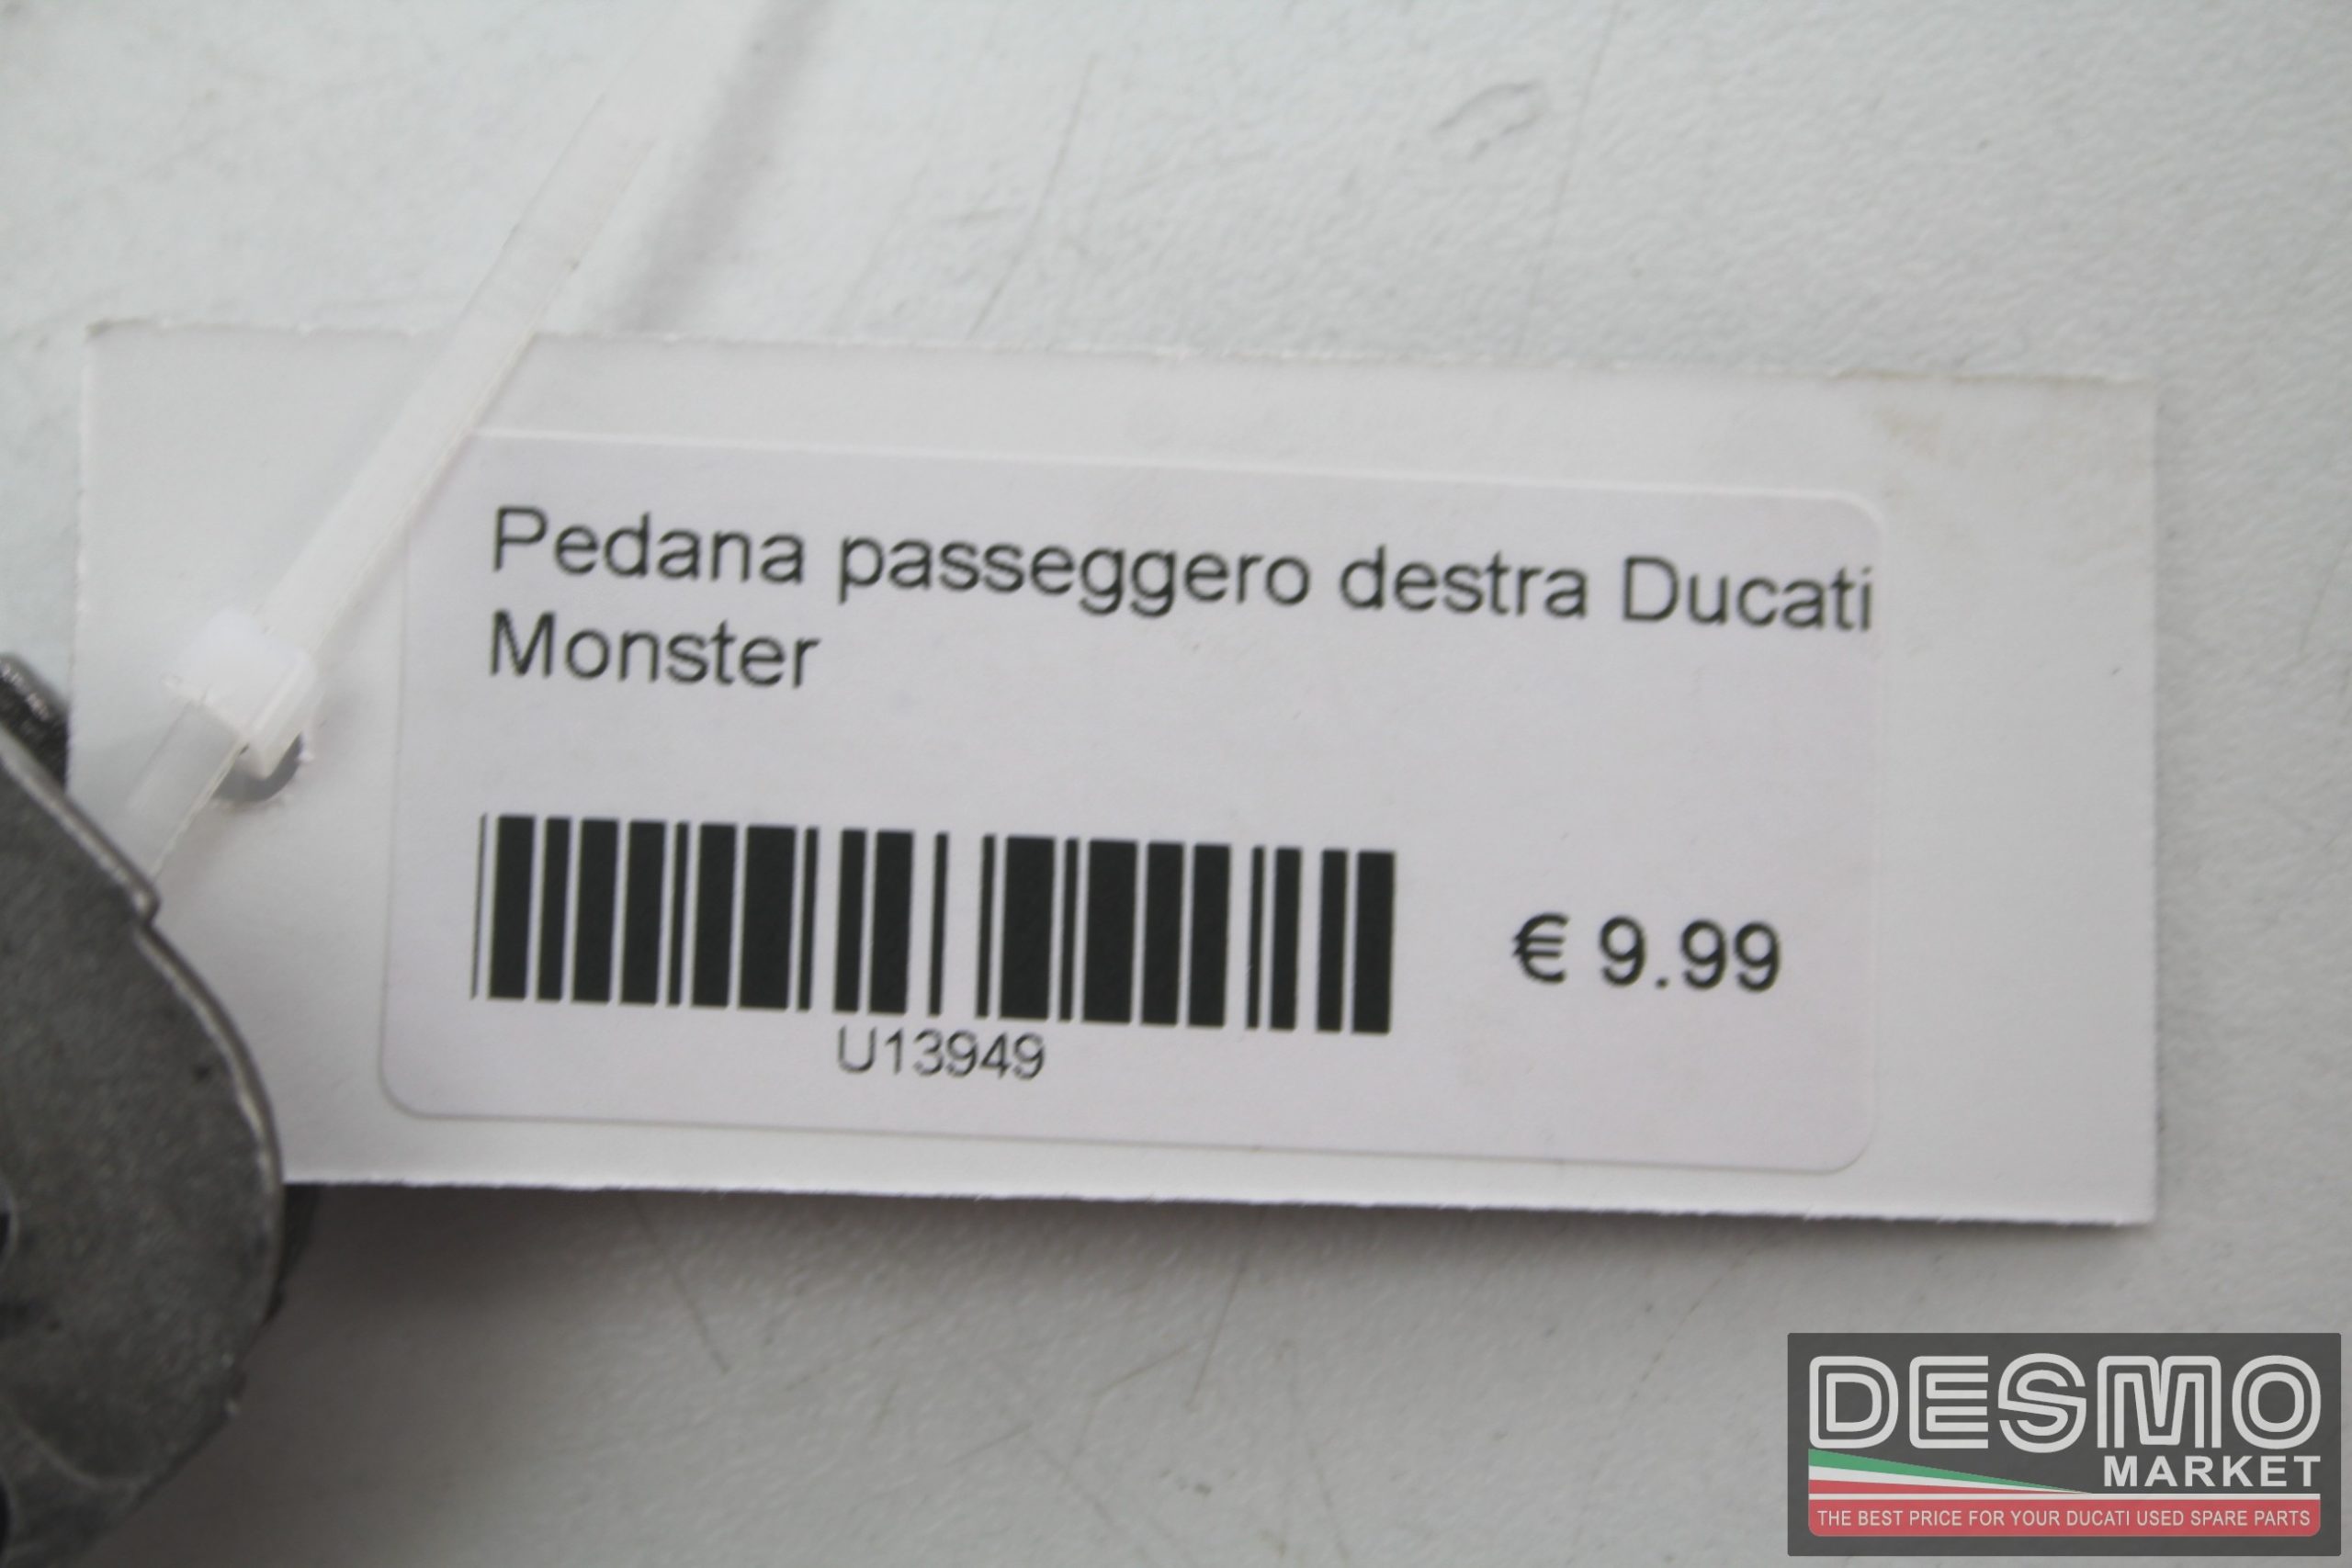 Pedana passeggero destra Ducati
Monster
€ 9.99
U13949
DESMO
MARKET
THE BEST PRICE FOR YOUR DUCATI USED SPARE PARTS